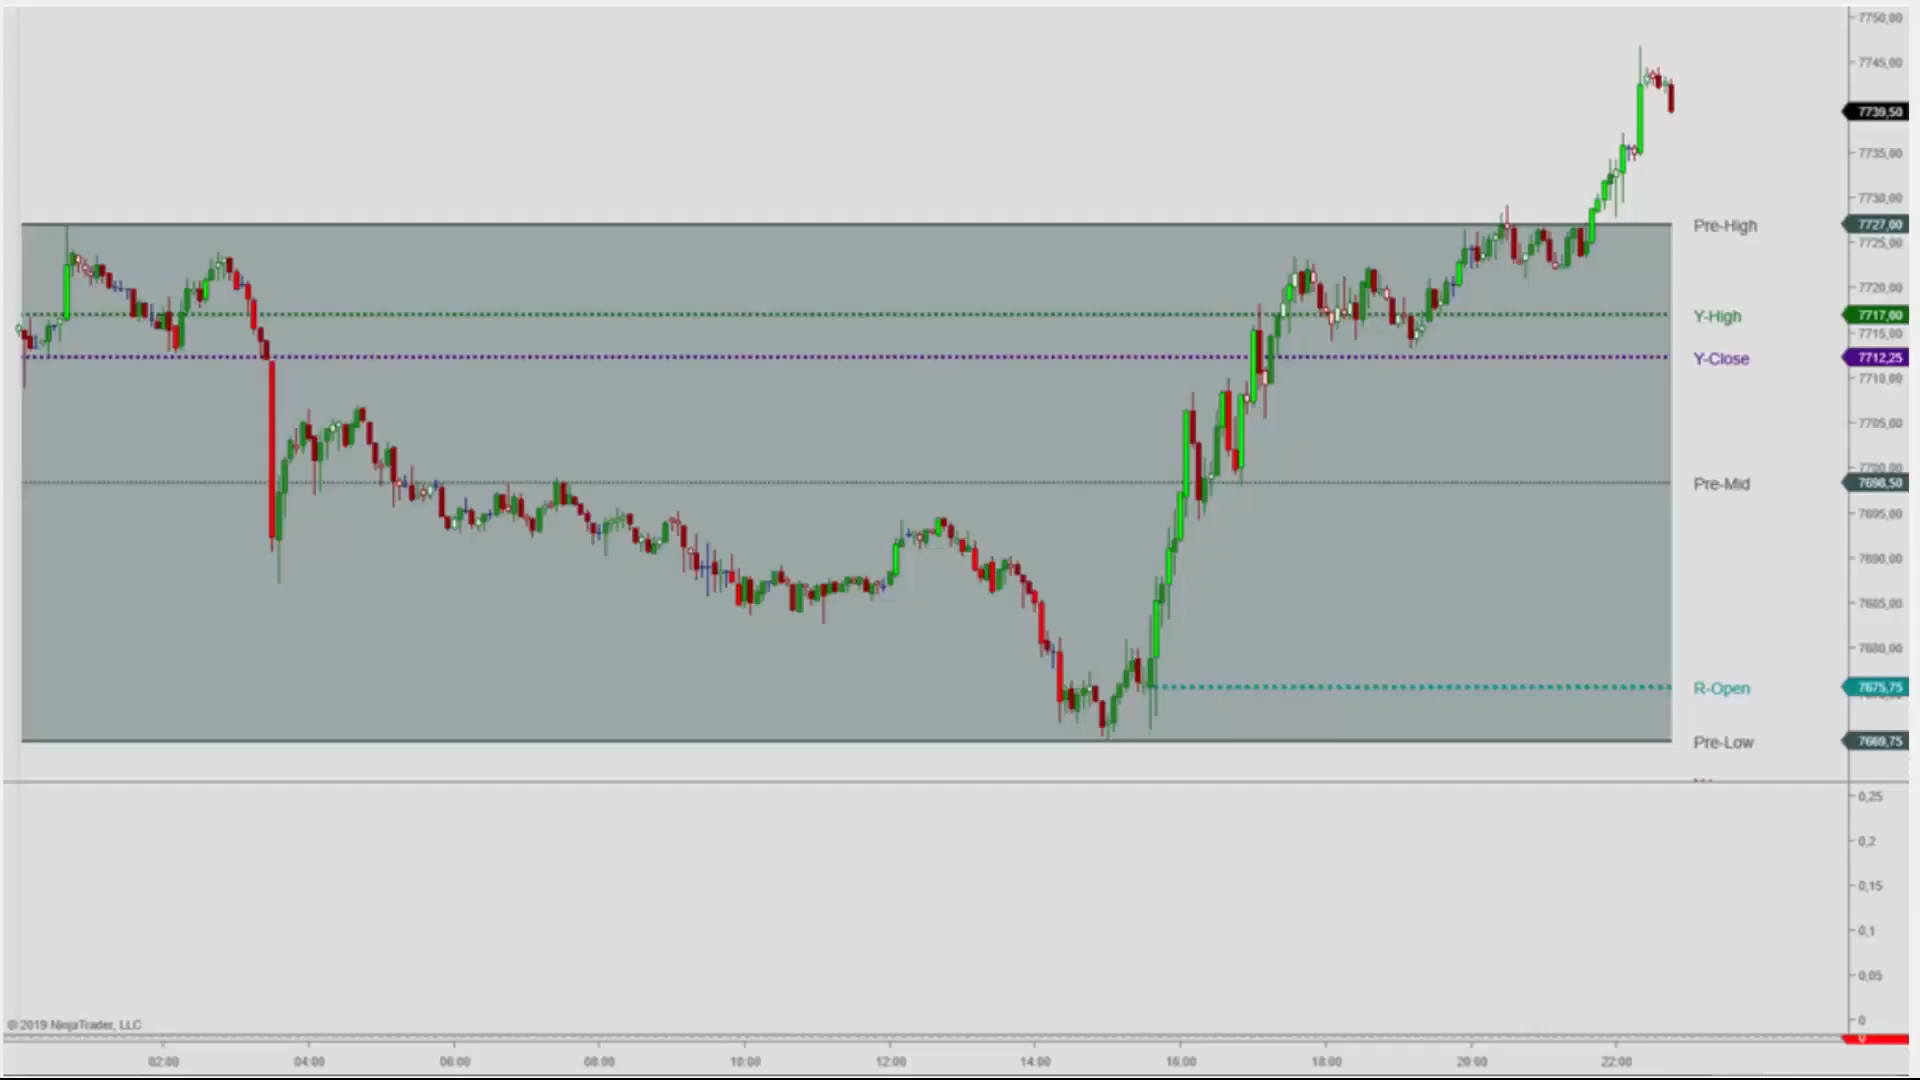 7750,00
7745,00
7739,50
7735,00
7730,00
Pre-High 7727,00
7725,00
7720,00
Y-High 7717,00
7715,00
Y-Close 7712,25
7710,00
7705,00
7700,00
Pre-Mid 7698,50
7695,00
7690,00
7685,00
7680,00
R-Open 7675,75
Pre-Low 7669,75
0,25
0,2
0,15
0,1
0,05
© 2019 NinjaTrader, LLC
0
0
02:00 04:00 06:00 08:00 10:00 12:00 14:00 16:00 18:00 20:00 22:00